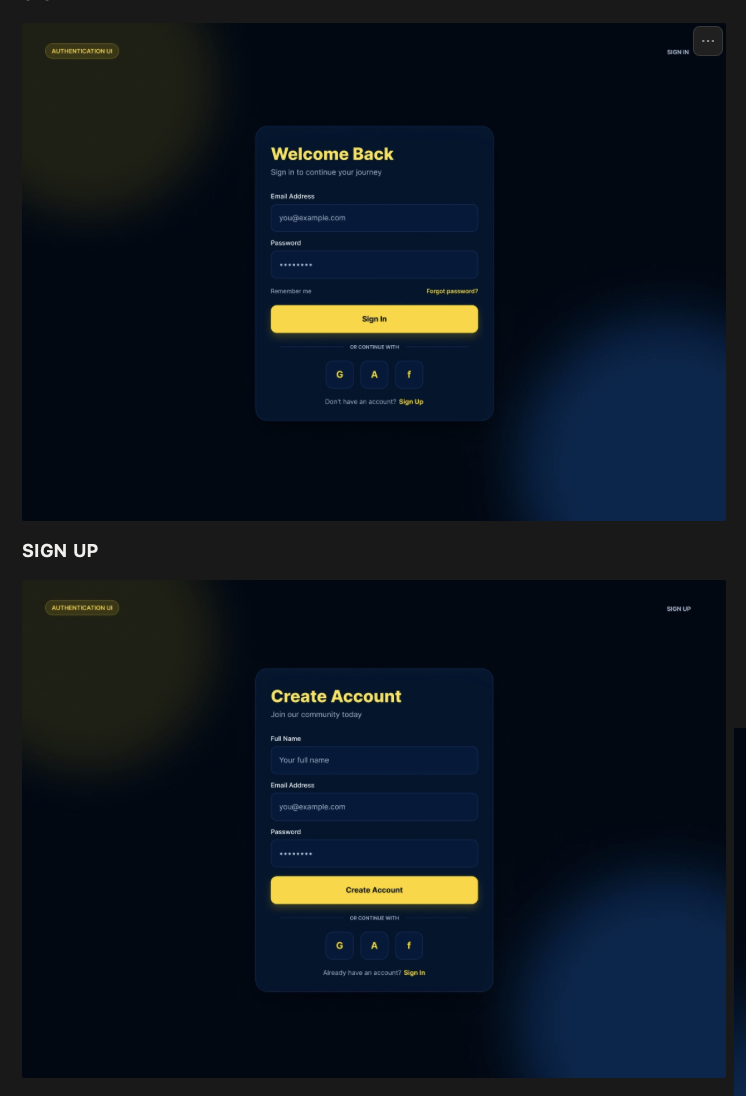 AUTHENTICATION UI
SIGN IN
...
Welcome Back
Sign in to continue your journey
Email Address
you@example.com
Password
••••••••
Remember me Forgot password?
Sign In
OR CONTINUE WITH
G A f
Don't have an account? Sign Up
SIGN UP
AUTHENTICATION UI
SIGN UP
Create Account
Join our community today
Full Name
Your full name
Email Address
you@example.com
Password
••••••••
Create Account
OR CONTINUE WITH
G A f
Already have an account? Sign In